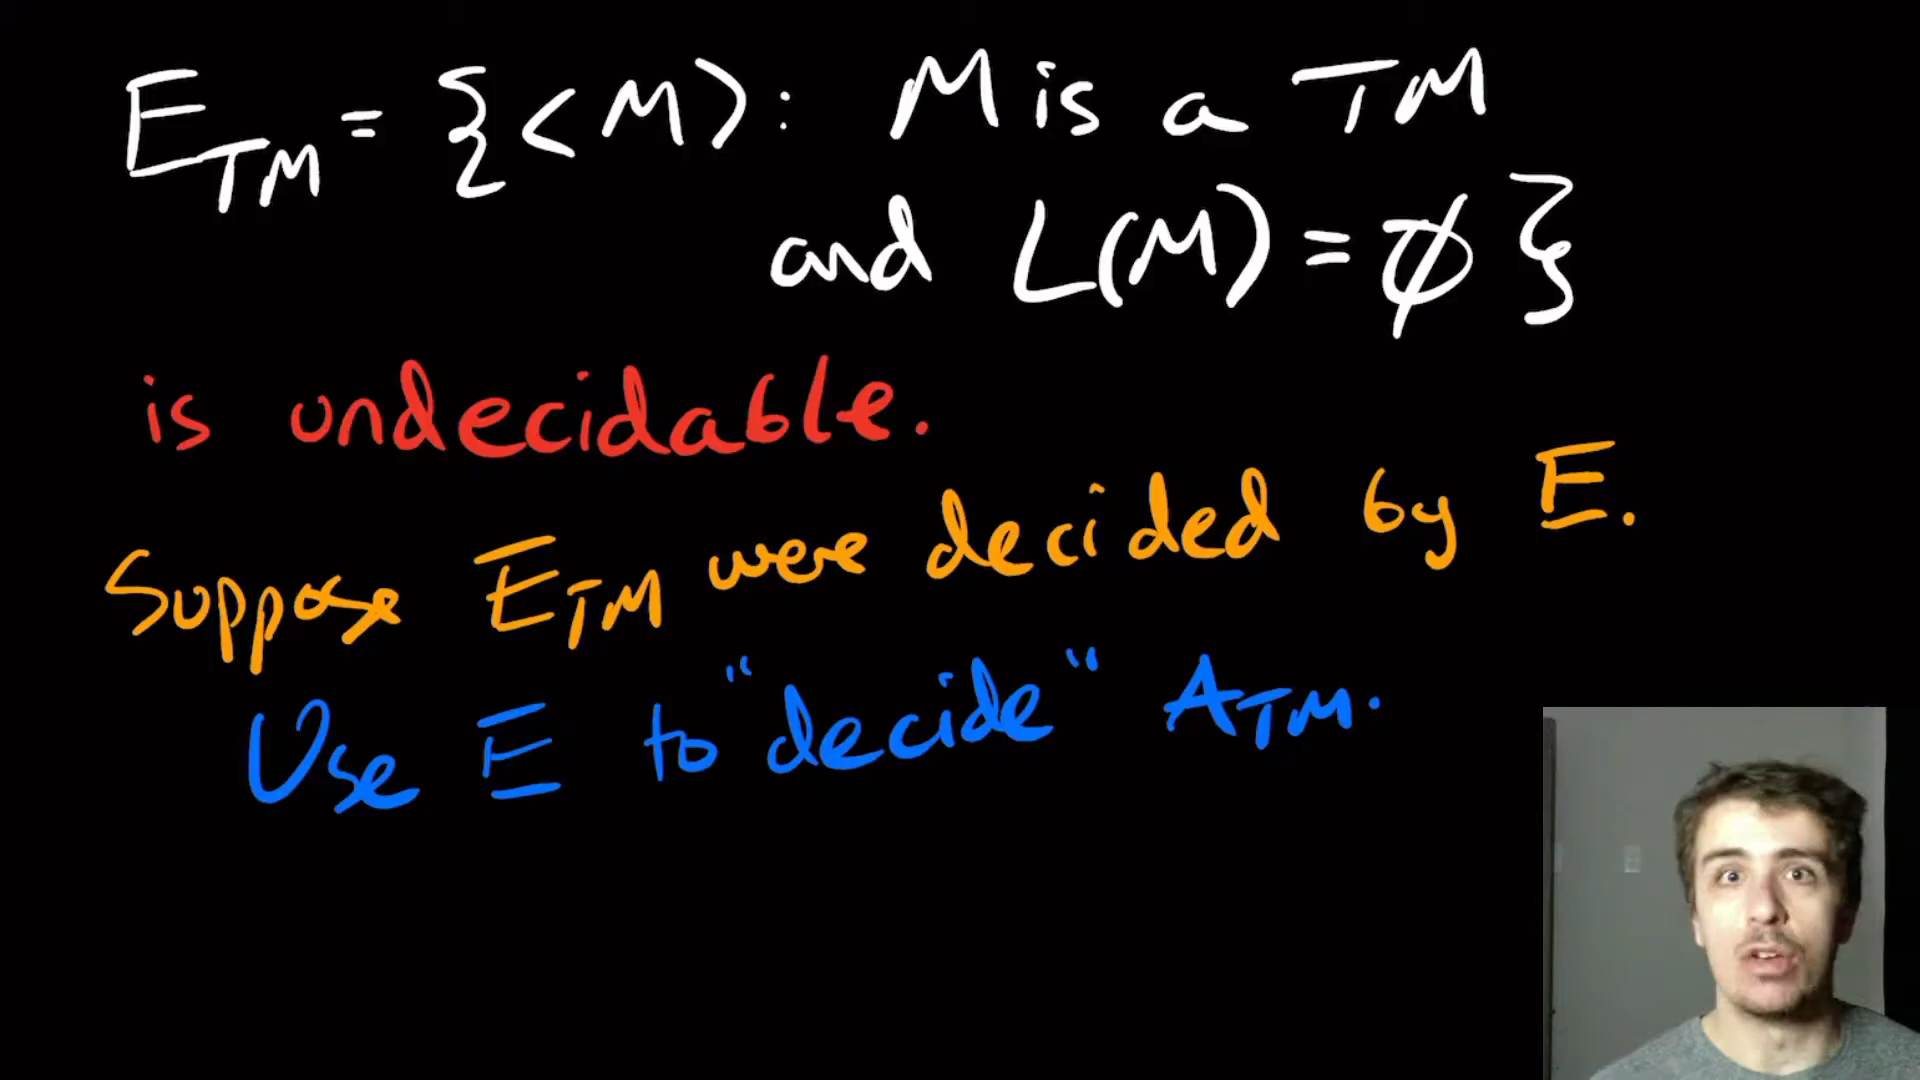 E_TM = {<M>: M is a TM
and L(M) = ∅}
is undecidable.
Suppose E_TM were decided by E.
Use E to "decide" A_TM.